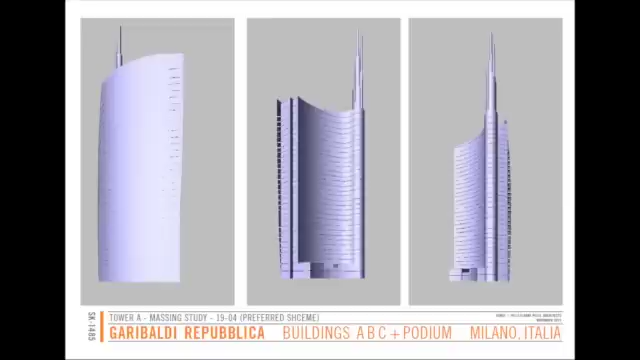 SK-1485
TOWER A - MASSING STUDY - 19-04 (PREFERRED SHCEME)
GARIBALDI REPUBBLICA BUILDINGS A B C + PODIUM MILANO, ITALIA